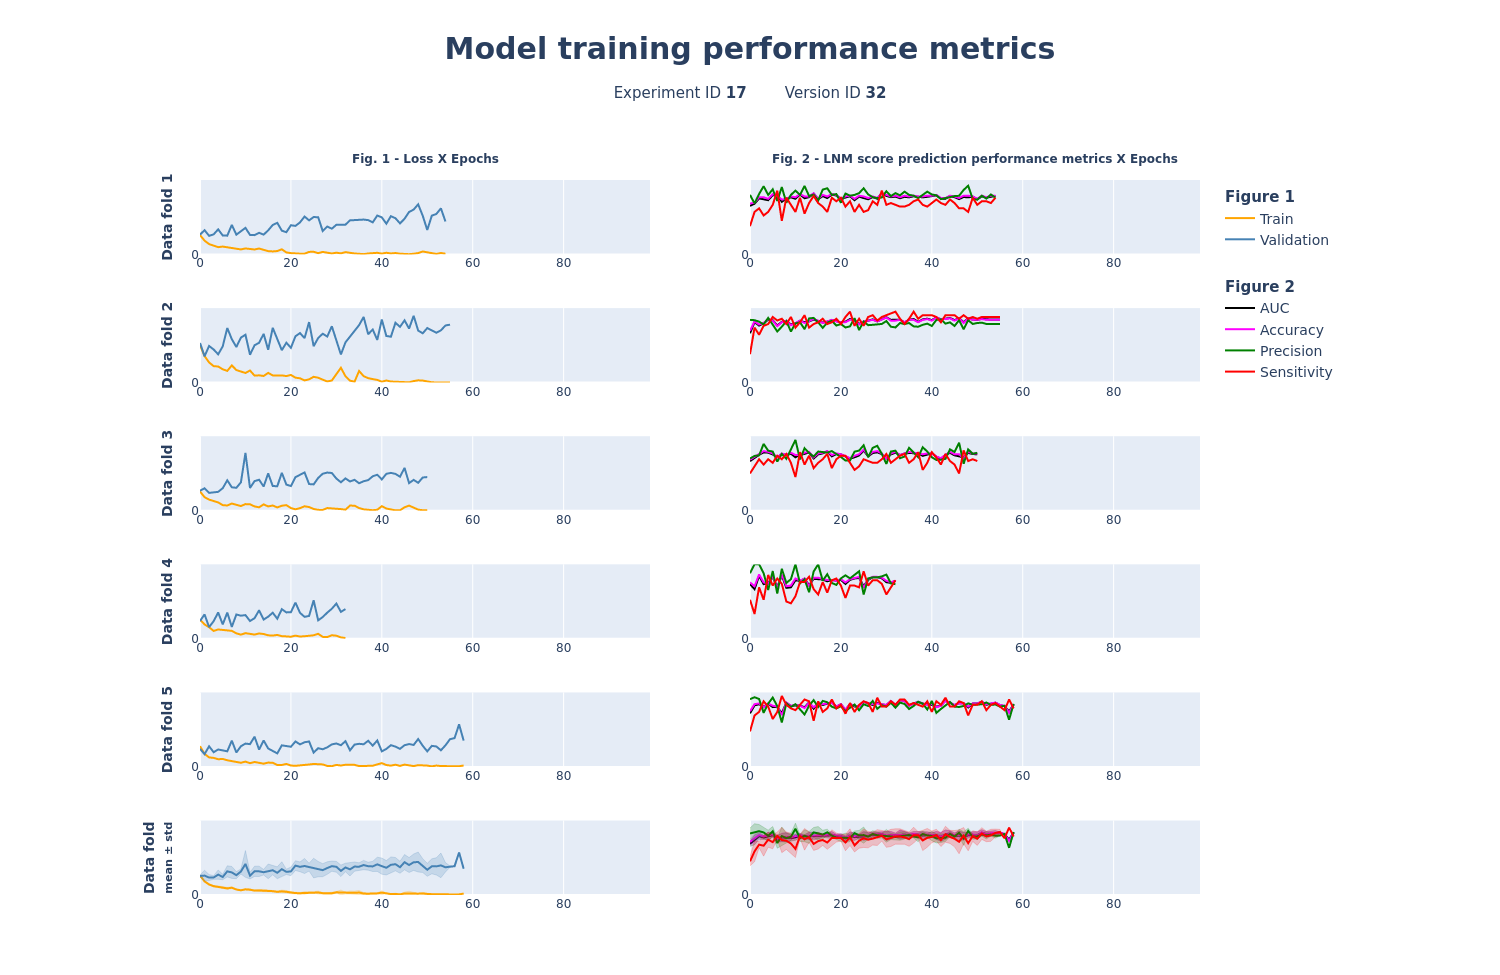 Model training performance metrics
Experiment ID 17 Version ID 32
Fig. 1 - Loss X Epochs
Fig. 2 - LNM score prediction performance metrics X Epochs
Data fold 1
0
0 20 40 60 80
0
0 20 40 60 80
Figure 1
Train
Validation
Figure 2
AUC
Accuracy
Precision
Sensitivity
Data fold 2
0
0 20 40 60 80
0
0 20 40 60 80
Data fold 3
0
0 20 40 60 80
0
0 20 40 60 80
Data fold 4
0
0 20 40 60 80
0
0 20 40 60 80
Data fold 5
0
0 20 40 60 80
0
0 20 40 60 80
Data fold
mean ± std
0
0 20 40 60 80
0
0 20 40 60 80